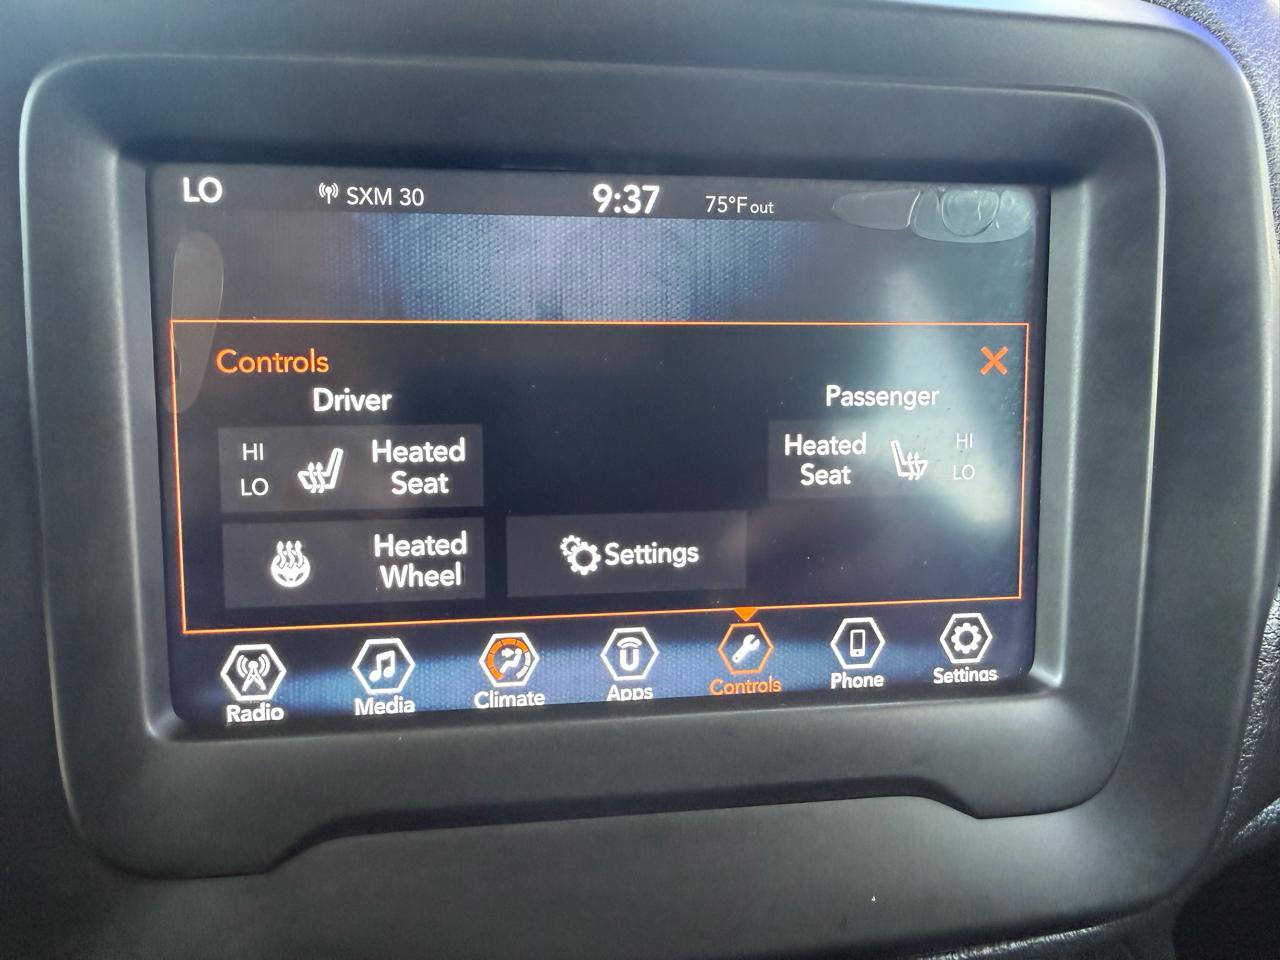 LO SXM 30 9:37 75°F out
Controls
Driver Passenger
HI
LO
Heated
Seat
Heated
Seat
HI
LO
Heated
Wheel
Settings
Radio Media Climate Apps Controls Phone Settings